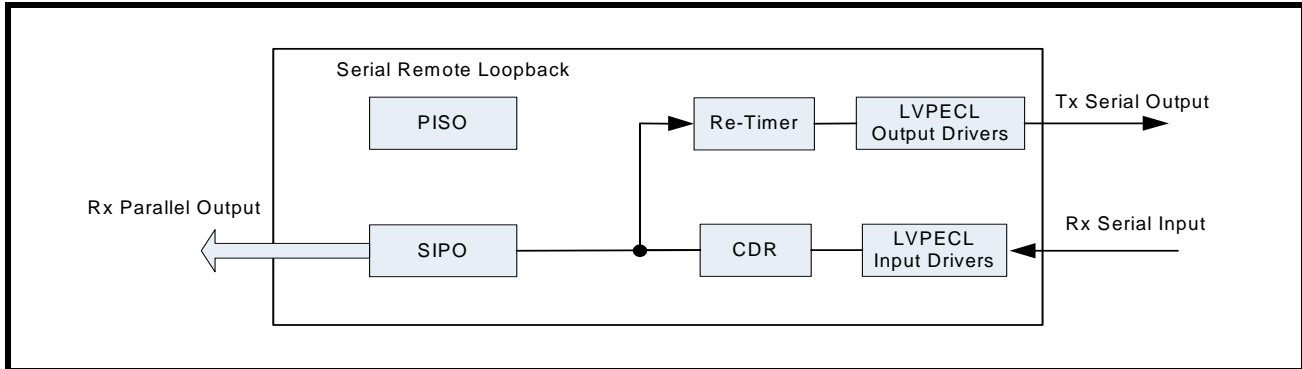 Serial Remote Loopback
PISO
Re-Timer
LVPECL
Output Drivers
Tx Serial Output
Rx Parallel Output
SIPO
CDR
LVPECL
Input Drivers
Rx Serial Input